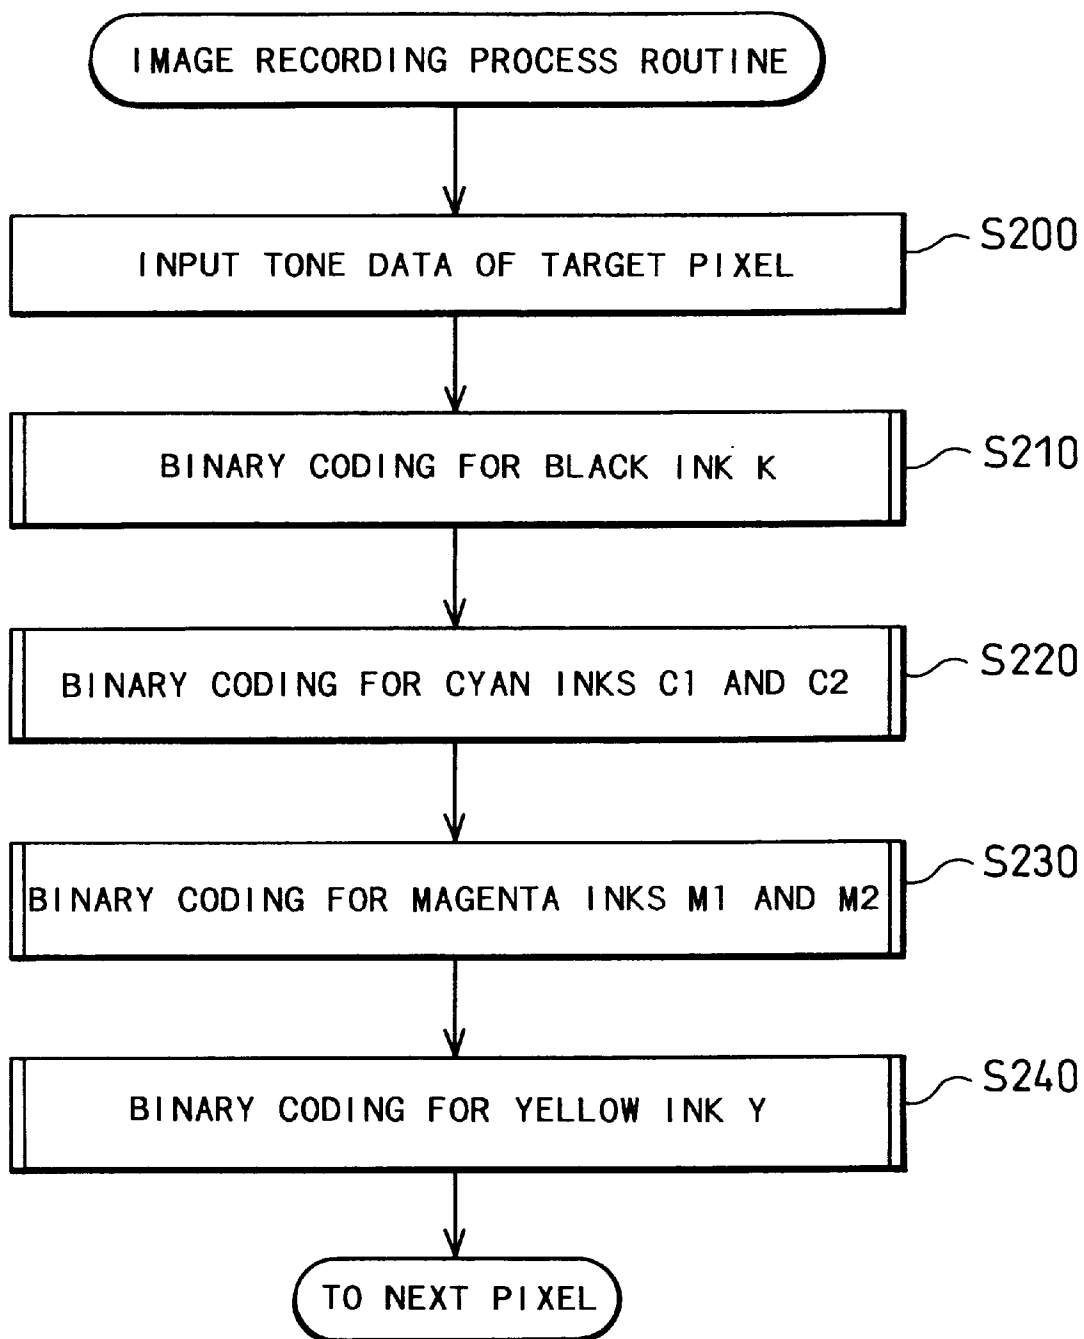 IMAGE RECORDING PROCESS ROUTINE
INPUT TONE DATA OF TARGET PIXEL
S200
BINARY CODING FOR BLACK INK K
S210
BINARY CODING FOR CYAN INKS C1 AND C2
S220
BINARY CODING FOR MAGENTA INKS M1 AND M2
S230
BINARY CODING FOR YELLOW INK Y
S240
TO NEXT PIXEL